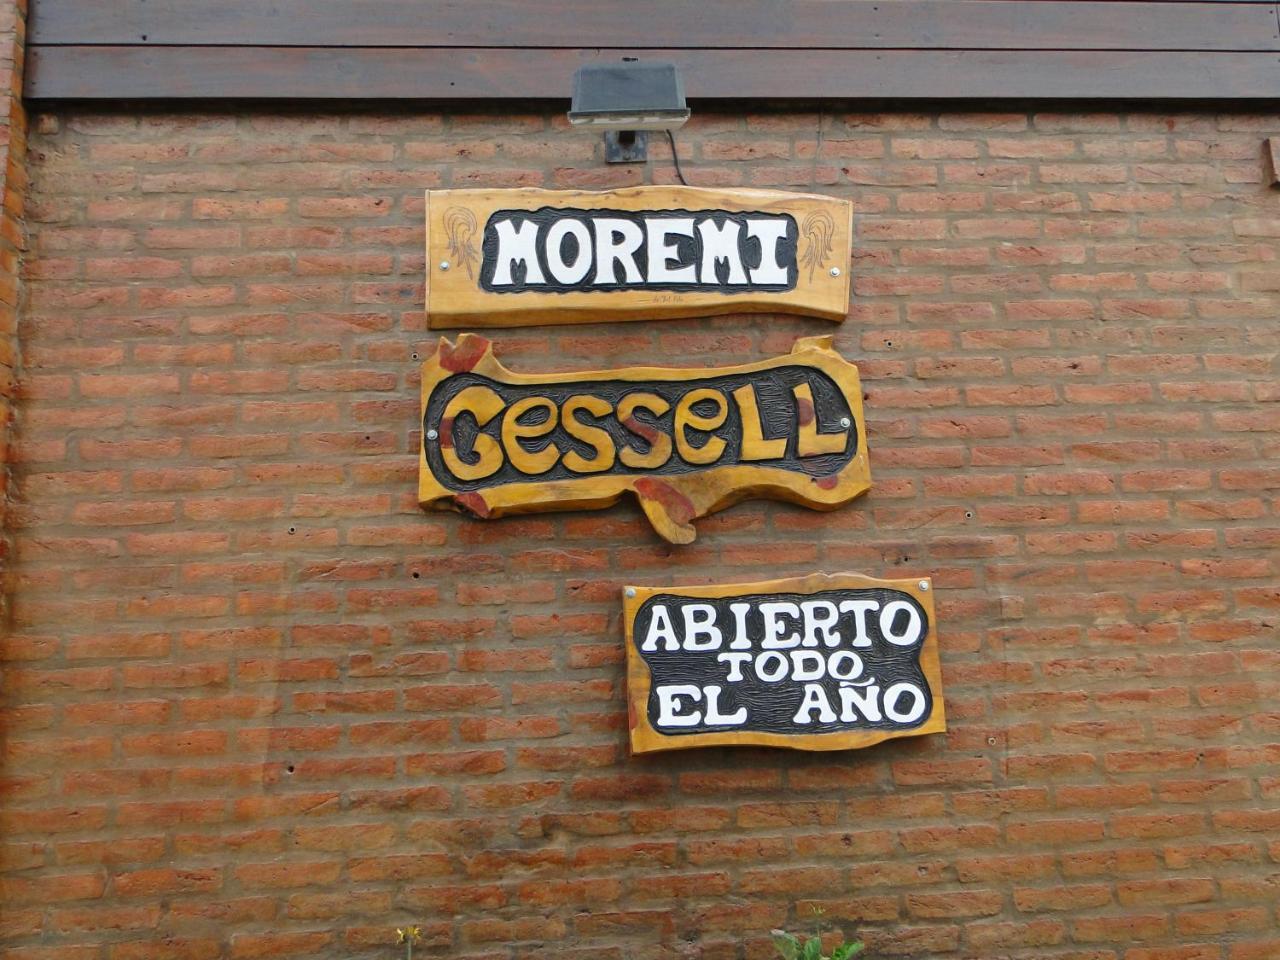 MOREMI
GesseLL
ABIERTO
TODO
EL AÑO